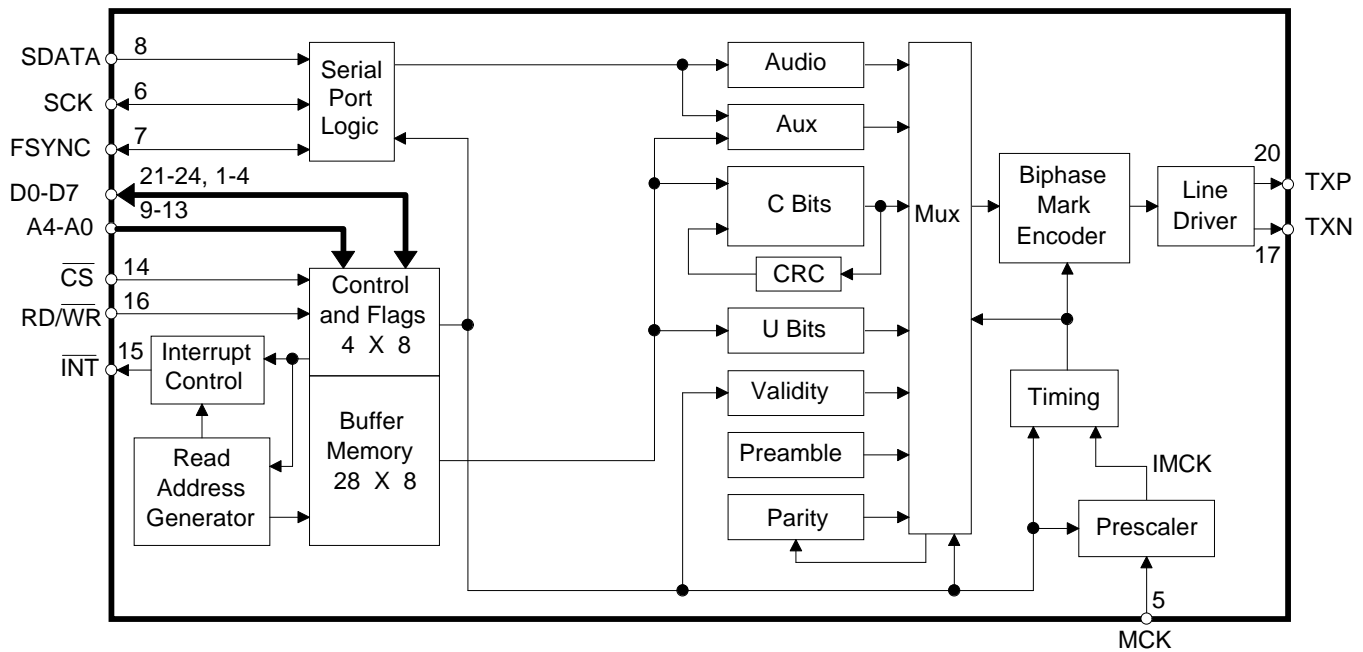 SDATA
8
SCK
6
FSYNC
7
D0-D7
21-24, 1-4
9-13
A4-A0
CS
14
RD/WR
16
INT
15
Serial
Port
Logic
Control
and Flags
4 X 8
Interrupt
Control
Buffer
Memory
28 X 8
Read
Address
Generator
Audio
Aux
C Bits
CRC
U Bits
Validity
Preamble
Parity
Mux
Biphase
Mark
Encoder
Line
Driver
20
TXP
TXN
17
Timing
IMCK
Prescaler
5
MCK